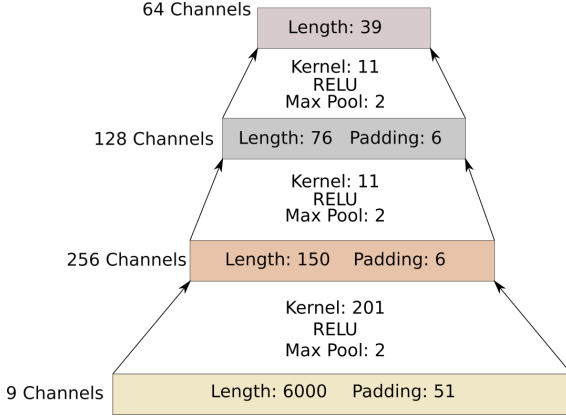 64 Channels
Length: 39
Kernel: 11
RELU
Max Pool: 2
128 Channels
Length: 76 Padding: 6
Kernel: 11
RELU
Max Pool: 2
256 Channels
Length: 150 Padding: 6
Kernel: 201
RELU
Max Pool: 2
9 Channels
Length: 6000 Padding: 51